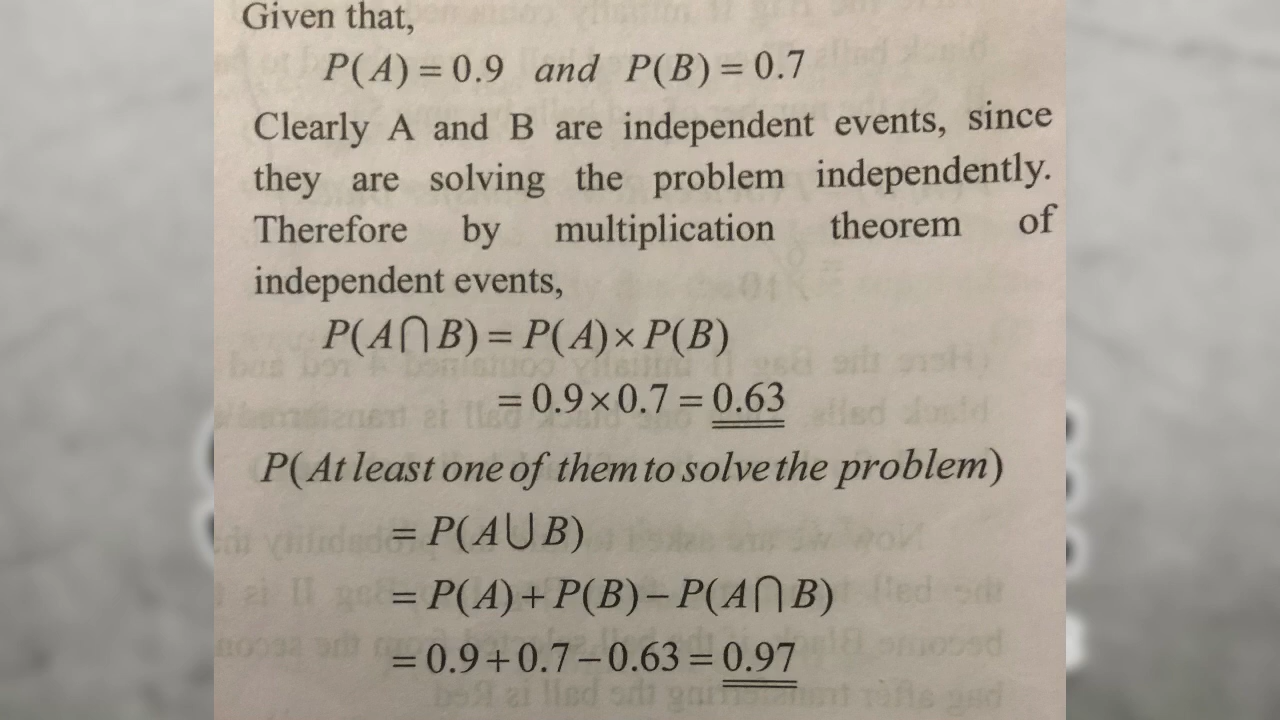 Given that,
P(A) = 0.9 and P(B) = 0.7
Clearly A and B are independent events, since
they are solving the problem independently.
Therefore by multiplication theorem of
independent events,
P(A⋂B) = P(A)× P(B)
= 0.9×0.7 = 0.63
P(At least one of them to solve the problem)
= P(A⋃B)
= P(A)+P(B)−P(A⋂B)
= 0.9+0.7−0.63 = 0.97